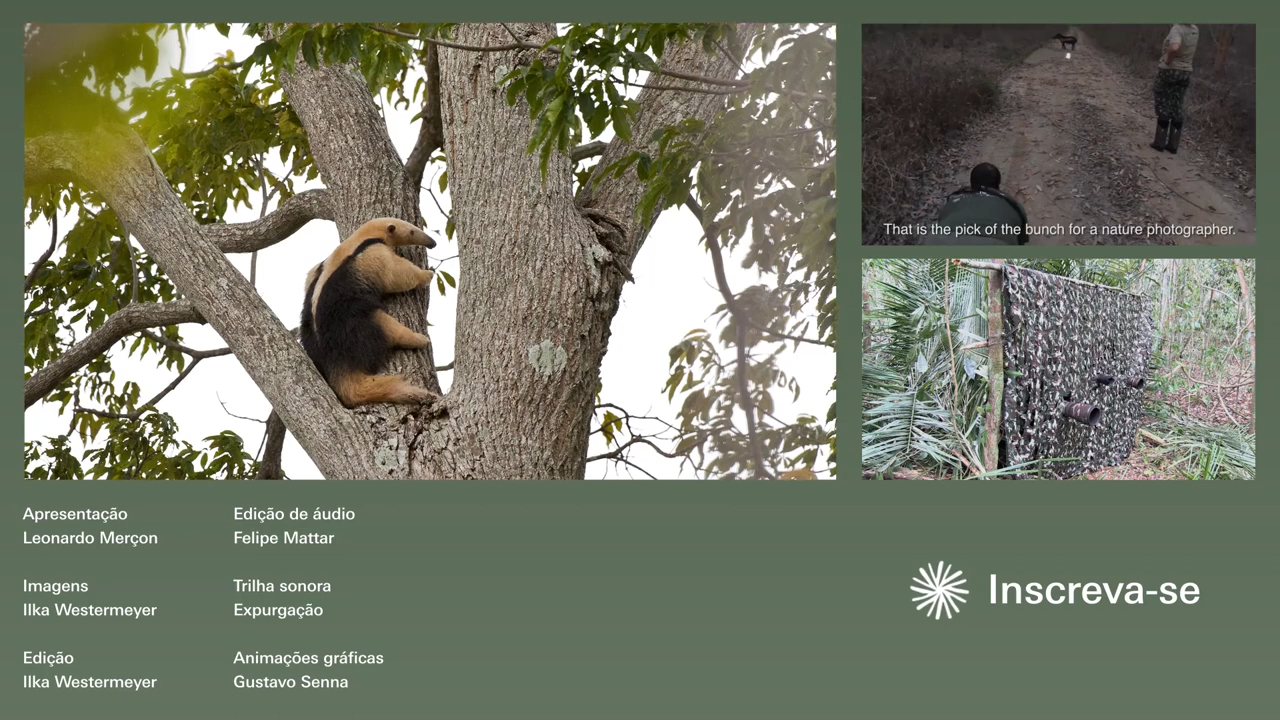 That is the pick of the bunch for a nature photographer.
Apresentação
Leonardo Merçon
Edição de áudio
Felipe Mattar
Imagens
Ilka Westermeyer
Trilha sonora
Expurgação
Edição
Ilka Westermeyer
Animações gráficas
Gustavo Senna
Inscreva-se